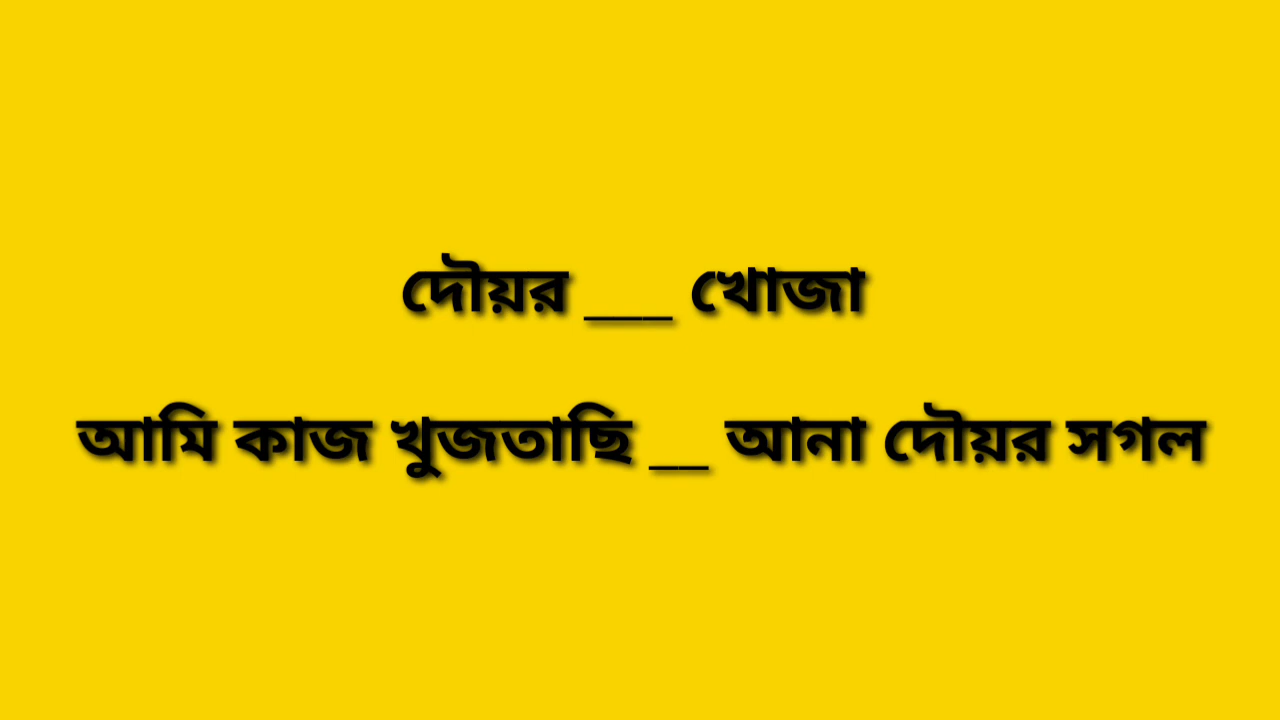 দৌয়র ___ খোজা
আমি কাজ খুজতাছি __ আনা দৌয়র সগল